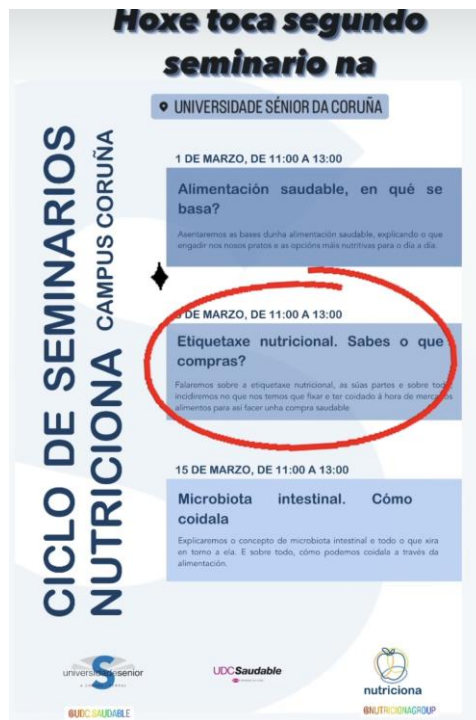 Hoxe toca segundo
seminario na
UNIVERSIDADE SÉNIOR DA CORUÑA
CICLO DE SEMINARIOS
NUTRICIONA CAMPUS CORUÑA
1 DE MARZO, DE 11:00 A 13:00
Alimentación saudable, en qué se
basa?
Asentaremos as bases dunha alimentación saudable, explicando o que
engadir nos nosos pratos e as opcións máis nutritivas para o día a día.
DE MARZO, DE 11:00 A 13:00
Etiquetaxe nutricional. Sabes o que
compras?
Falaremos sobre a etiquetaxe nutricional, as súas partes e sobre todo
incidiremos no que nos temos que fixar e ter coidado á hora de mercar os
alimentos para así facer unha compra saudable
15 DE MARZO, DE 11:00 A 13:00
Microbiota intestinal. Cómo
coidala
Explicaremos o concepto de microbiota intestinal e todo o que xira
en torno a ela. E sobre todo, cómo podemos coidala a través da
alimentación.
universidadesenior
UDCSaudable
nutriciona
@UDC.SAUDABLE
@NUTRICIONAGROUP